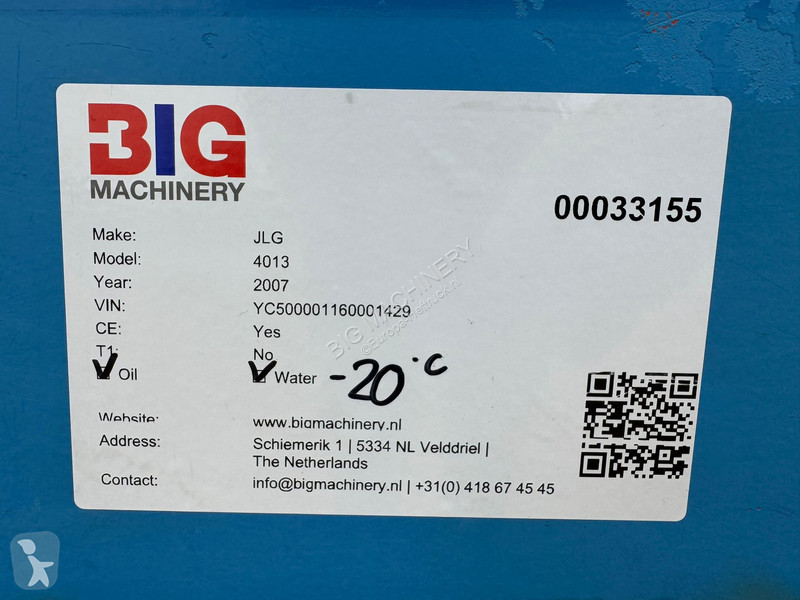 BIG
MACHINERY
00033155
Make: JLG
Model: 4013
Year: 2007
VIN: YC500001160001429
CE: Yes
T1: No
Oil Water -20°C
Website: www.bigmachinery.nl
Address: Schiemerik 1 | 5334 NL Velddriel |
The Netherlands
Contact: info@bigmachinery.nl | +31(0) 418 67 45 45
BIG MACHINERY